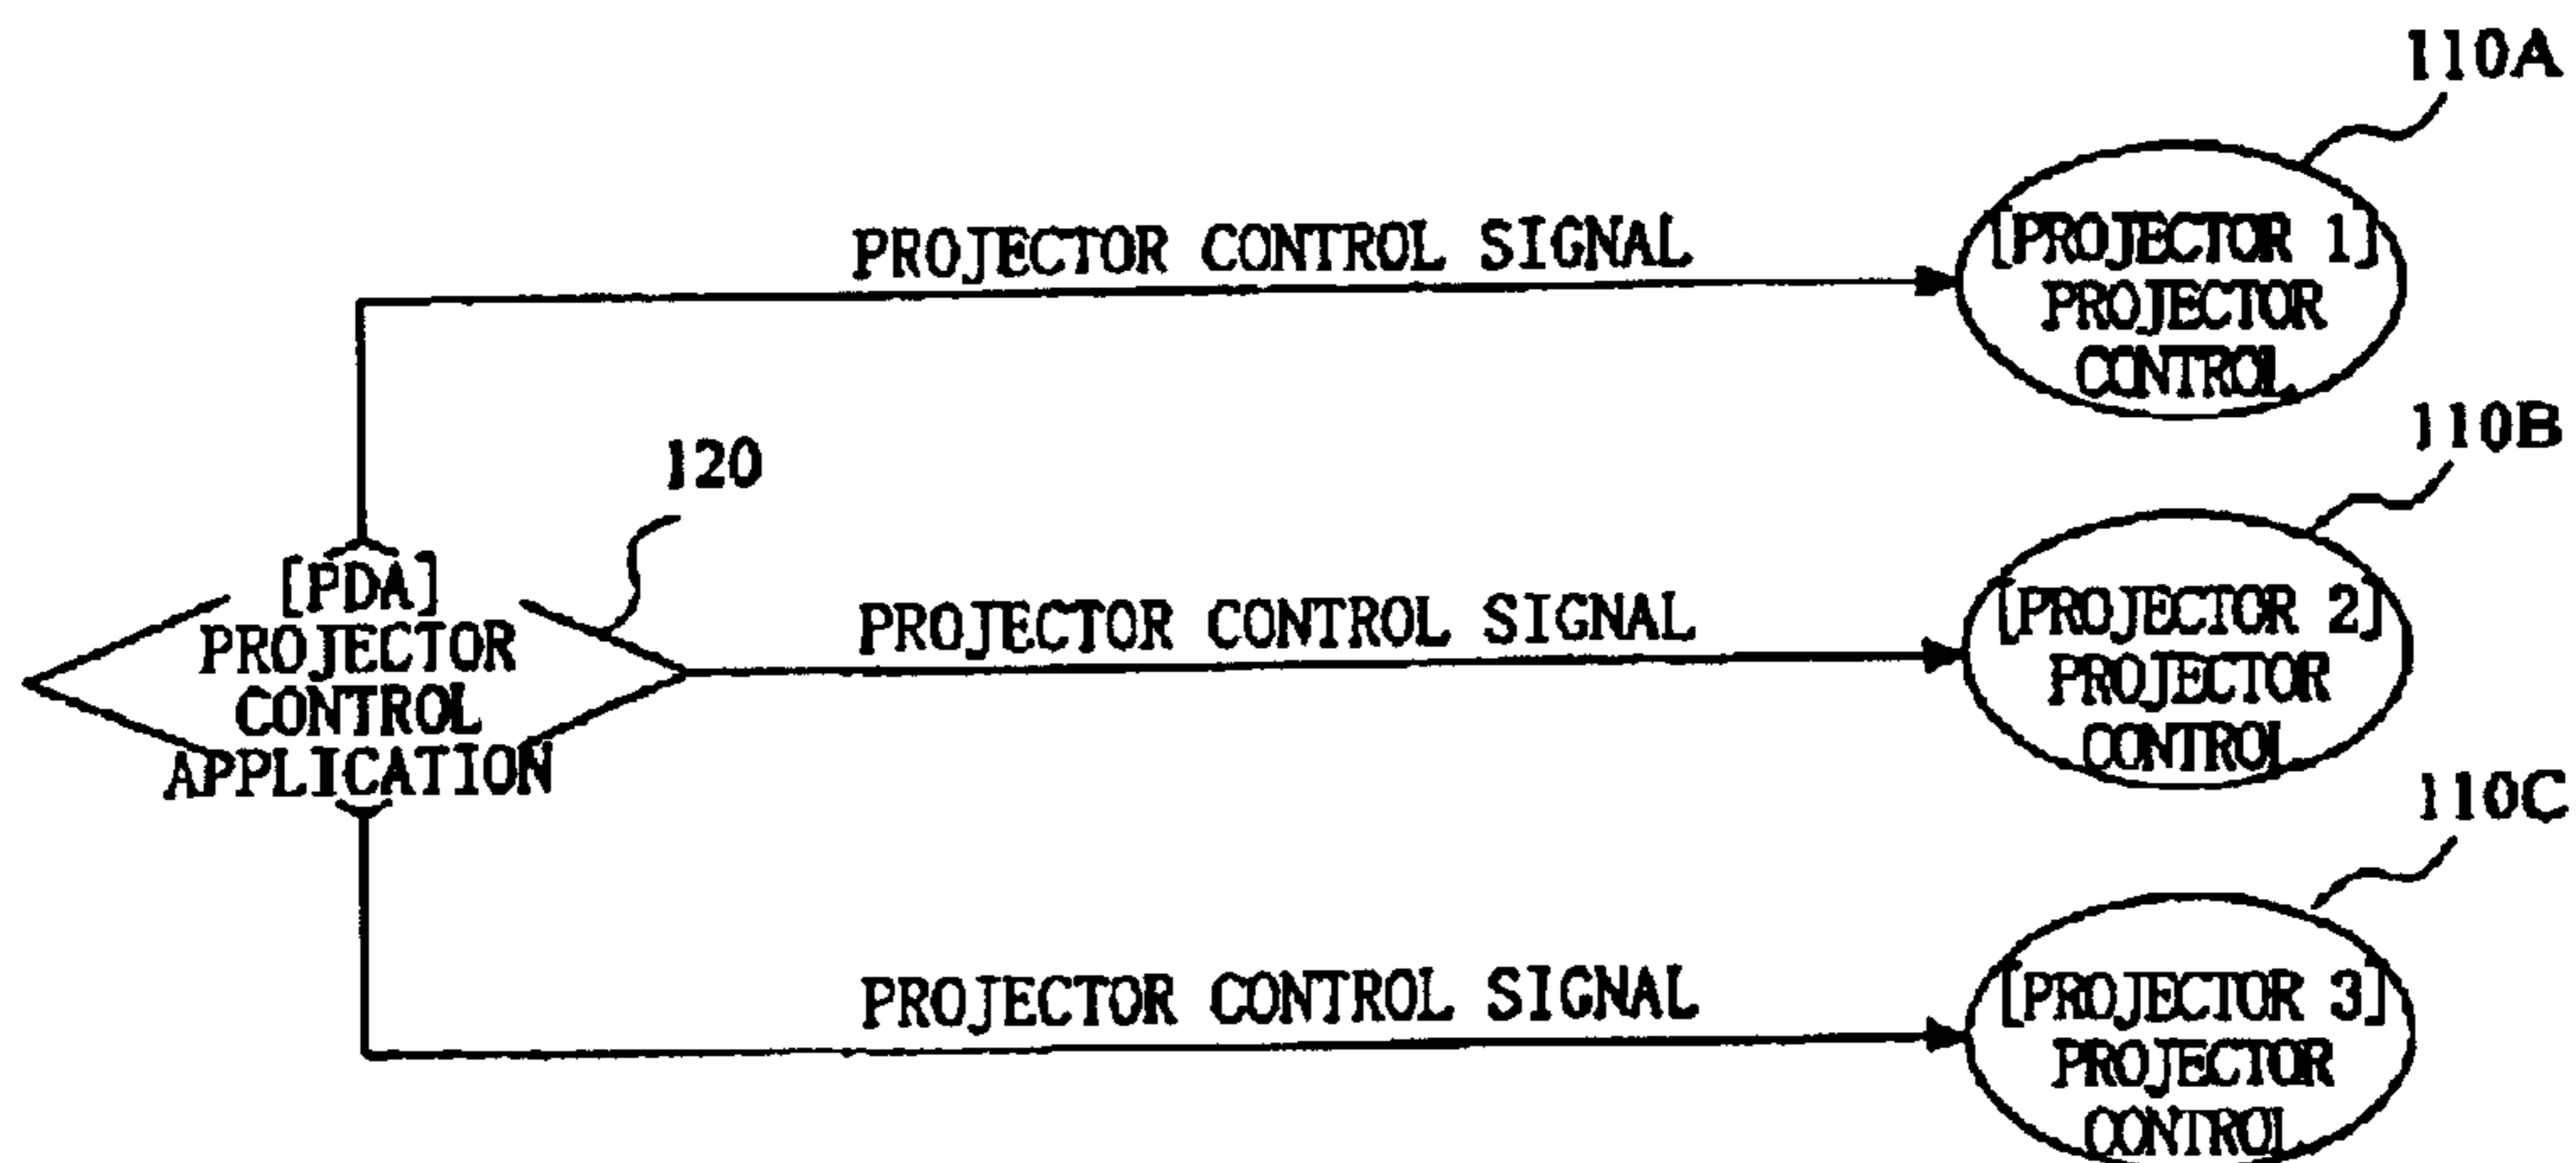 110A
PROJECTOR CONTROL SIGNAL
[PROJECTOR 1]
PROJECTOR
CONTROL
110B
120
[PDA]
PROJECTOR
CONTROL
APPLICATION
PROJECTOR CONTROL SIGNAL
[PROJECTOR 2]
PROJECTOR
CONTROL
110C
PROJECTOR CONTROL SIGNAL
[PROJECTOR 3]
PROJECTOR
CONTROL